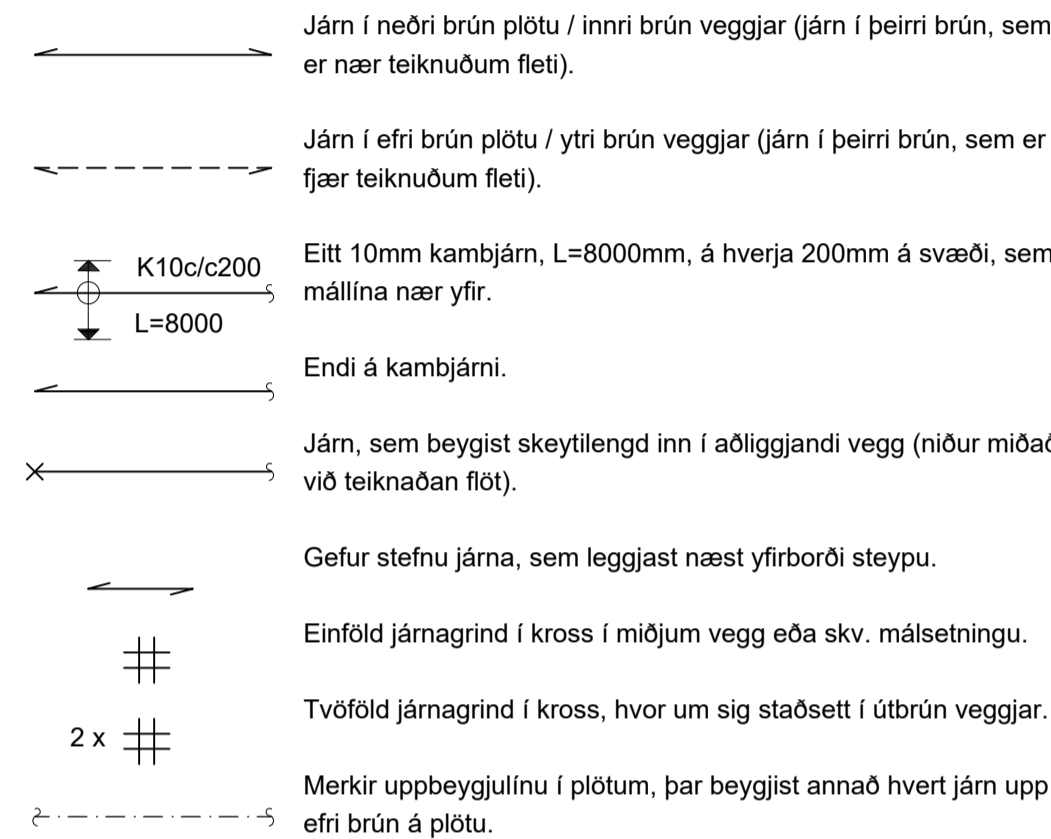 Járn í neðri brún plötu / innri brún veggjar (járn í þeirri brún, sem
er nær teiknuðum fleti).
Járn í efri brún plötu / ytri brún veggjar (járn í þeirri brún, sem er
fjær teiknuðum fleti).
K10c/c200
L=8000
Eitt 10mm kambjárn, L=8000mm, á hverja 200mm á svæði, sem
mállína nær yfir.
Endi á kambjárni.
Járn, sem beygist skeytilengd inn í aðliggjandi vegg (niður miðað
við teiknaðan flöt).
Gefur stefnu járna, sem leggjast næst yfirborði steypu.
Einföld járnagrind í kross í miðjum vegg eða skv. málsetningu.
2 x
Tvöföld járnagrind í kross, hvor um sig staðsett í útbrún veggjar.
Merkir uppbeygjulínu í plötum, þar beygjist annað hvert járn upp
efri brún á plötu.